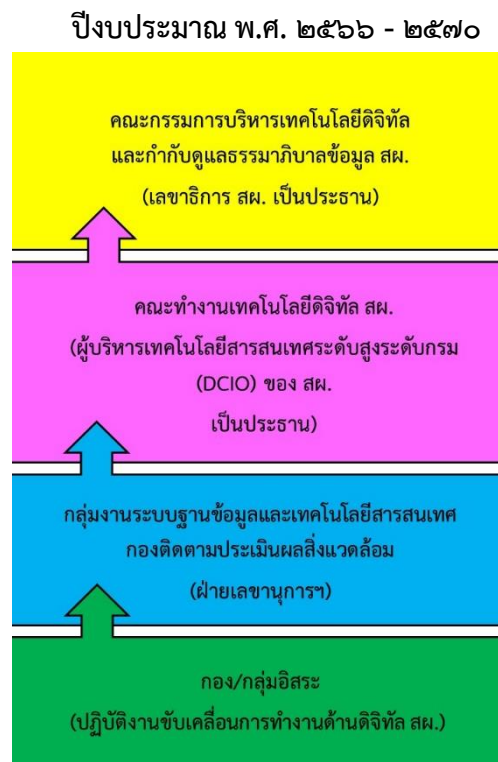 ปีงบประมาณ พ.ศ. ๒๕๖๖ - ๒๕๗๐
คณะกรรมการบริหารเทคโนโลยีดิจิทัล
และกำกับดูแลธรรมาภิบาลข้อมูล สผ.
(เลขาธิการ สผ. เป็นประธาน)
คณะทำงานเทคโนโลยีดิจิทัล สผ.
(ผู้บริหารเทคโนโลยีสารสนเทศระดับสูงระดับกรม
(DCIO) ของ สผ.
เป็นประธาน)
กลุ่มงานระบบฐานข้อมูลและเทคโนโลยีสารสนเทศ
กองติดตามประเมินผลสิ่งแวดล้อม
(ฝ่ายเลขานุการฯ)
กอง/กลุ่มอิสระ
(ปฏิบัติงานขับเคลื่อนการทำงานด้านดิจิทัล สผ.)